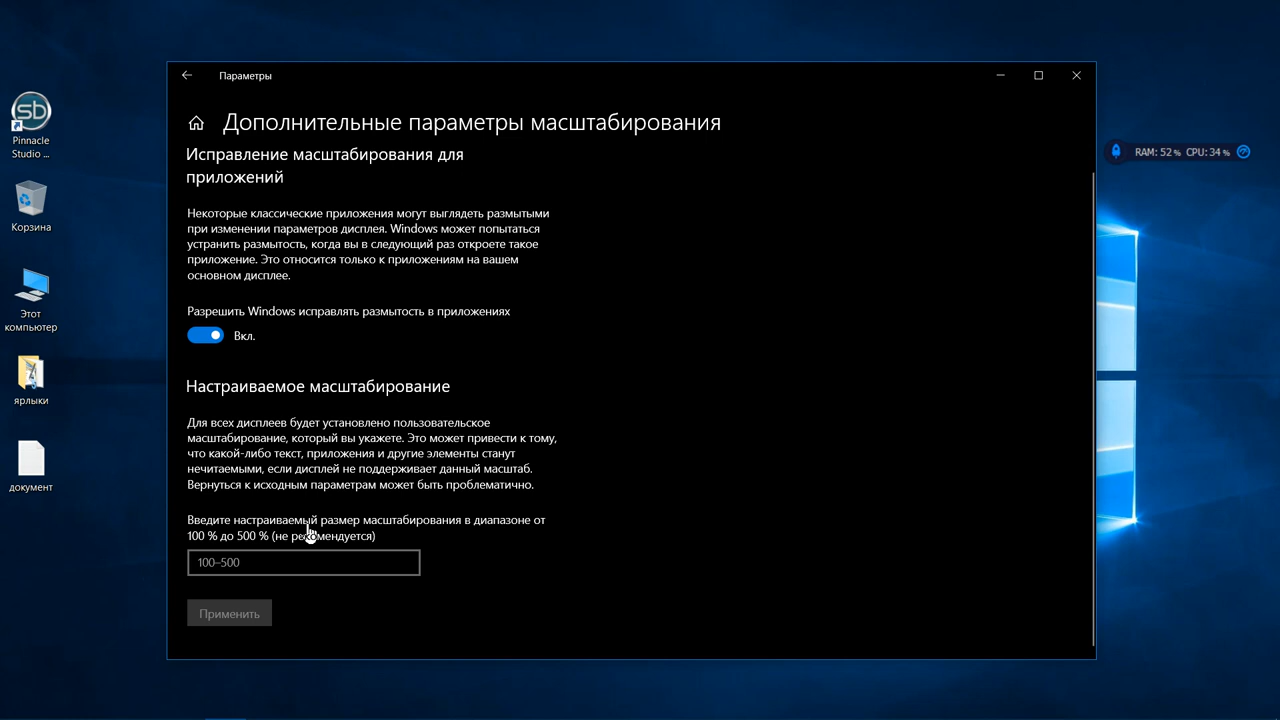 Параметры
Дополнительные параметры масштабирования
Исправление масштабирования для
приложений
Некоторые классические приложения могут выглядеть размытыми
при изменении параметров дисплея. Windows может попытаться
устранить размытость, когда вы в следующий раз откроете такое
приложение. Это относится только к приложениям на вашем
основном дисплее.
Разрешить Windows исправлять размытость в приложениях
Вкл.
Настраиваемое масштабирование
Для всех дисплеев будет установлено пользовательское
масштабирование, который вы укажете. Это может привести к тому,
что какой-либо текст, приложения и другие элементы станут
нечитаемыми, если дисплей не поддерживает данный масштаб.
Вернуться к исходным параметрам может быть проблематично.
Введите настраиваемый размер масштабирования в диапазоне от
100 % до 500 % (не рекомендуется)
100–500
Применить
sb
Pinnacle
Studio ...
Корзина
Этот
компьютер
ярлыки
документ
RAM: 52 % CPU: 34 %